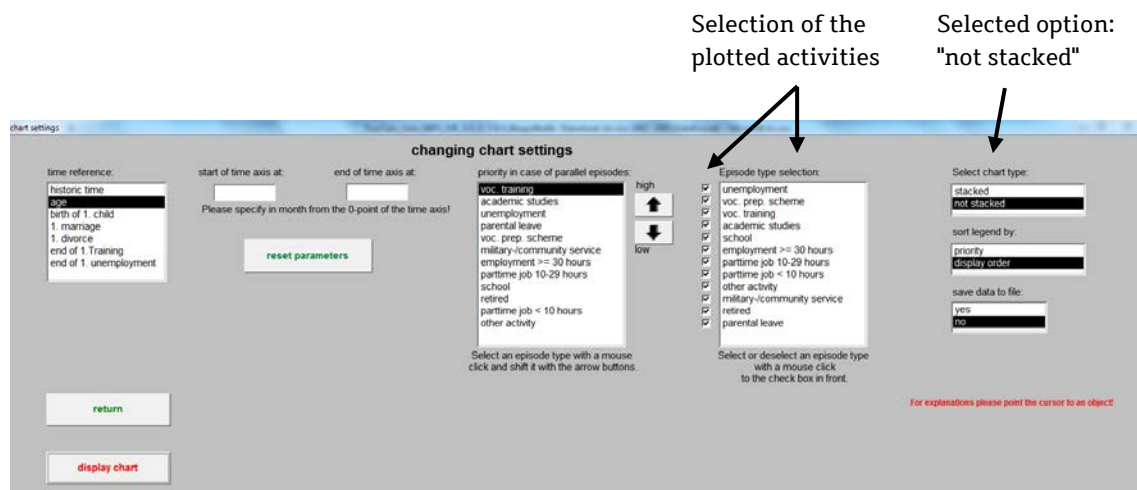 Selection of the
plotted activities
Selected option:
"not stacked"
chart settings
changing chart settings
time reference:
historic time
age
birth of 1. child
1. marriage
1. divorce
end of 1.Training
end of 1. unemployment
start of time axis at:
end of time axis at:
Please specify in month from the 0-point of the time axis!
reset parameters
priority in case of parallel episodes:
voc. training
academic studies
unemployment
parental leave
voc. prep. scheme
military-/community service
employment >= 30 hours
parttime job 10-29 hours
school
retired
parttime job < 10 hours
other activity
high
low
Select an episode type with a mouse
click and shift it with the arrow buttons.
Episode type selection:
unemployment
voc. prep. scheme
voc. training
academic studies
school
employment >= 30 hours
parttime job 10-29 hours
parttime job < 10 hours
other activity
military-/community service
retired
parental leave
Select or deselect an episode type
with a mouse click
to the check box in front.
Select chart type:
stacked
not stacked
sort legend by:
priority
display order
save data to file:
yes
no
For explanations please point the cursor to an object!
return
display chart